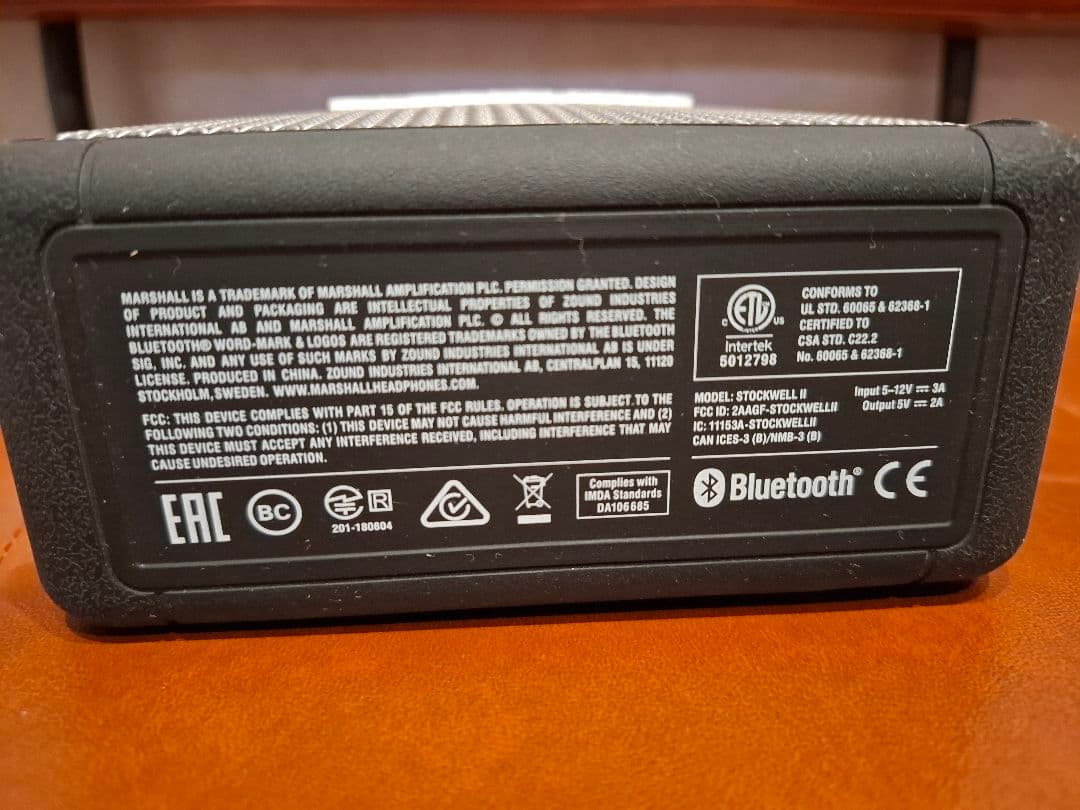 MARSHALL IS A TRADEMARK OF MARSHALL AMPLIFICATION PLC. PERMISSION GRANTED. DESIGN
OF PRODUCT AND PACKAGING ARE INTELLECTUAL PROPERTIES OF ZOUND INDUSTRIES
INTERNATIONAL AB AND MARSHALL AMPLIFICATION PLC. © ALL RIGHTS RESERVED. THE
BLUETOOTH® WORD-MARK & LOGOS ARE REGISTERED TRADEMARKS OWNED BY THE BLUETOOTH
SIG, INC. AND ANY USE OF SUCH MARKS BY ZOUND INDUSTRIES INTERNATIONAL AB IS UNDER
LICENSE. PRODUCED IN CHINA. ZOUND INDUSTRIES INTERNATIONAL AB, CENTRALPLAN 15, 11120
STOCKHOLM, SWEDEN. WWW.MARSHALLHEADPHONES.COM.
FCC: THIS DEVICE COMPLIES WITH PART 15 OF THE FCC RULES. OPERATION IS SUBJECT TO THE
FOLLOWING TWO CONDITIONS: (1) THIS DEVICE MAY NOT CAUSE HARMFUL INTERFERENCE AND (2)
THIS DEVICE MUST ACCEPT ANY INTERFERENCE RECEIVED, INCLUDING INTERFERENCE THAT MAY
CAUSE UNDESIRED OPERATION.
EAC
BC
R
201-180604
Complies with
IMDA Standards
DA106685
C ETL US
Intertek
5012798
CONFORMS TO
UL STD. 60065 & 62368-1
CERTIFIED TO
CSA STD. C22.2
No. 60065 & 62368-1
MODEL: STOCKWELL II
FCC ID: 2AAGF-STOCKWELLII
IC: 11153A-STOCKWELLII
CAN ICES-3 (B)/NMB-3 (B)
Input 5–12V ⎓ 3A
Output 5V ⎓ 2A
Bluetooth®
CE